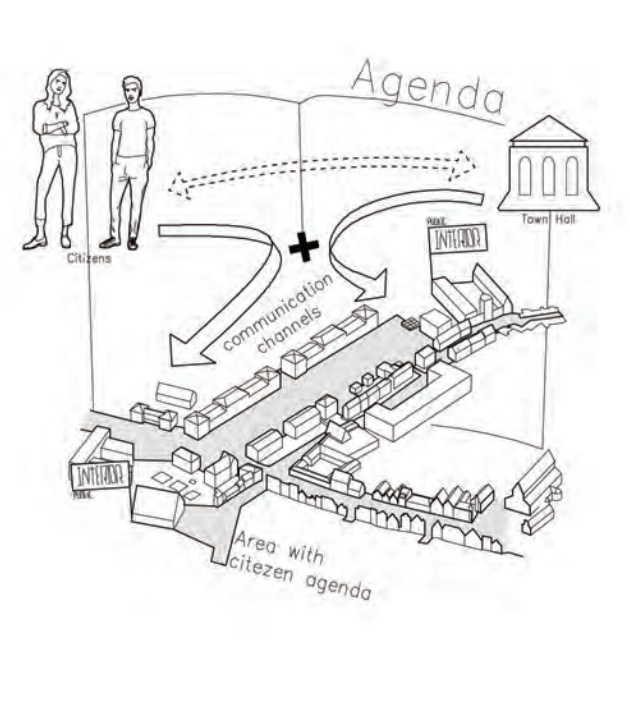 Agenda
Town Hall
PUBLIC
INTERIOR
Citizens
communication
channels
INTERIOR
PUBLIC
Area with
citezen agenda